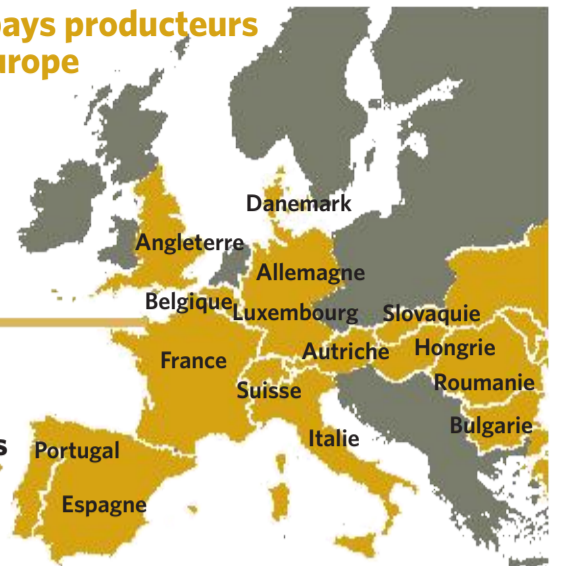 pays producteurs
urope
Danemark
Angleterre
Allemagne
Belgique
Luxembourg
Slovaquie
France
Autriche
Hongrie
Suisse
Roumanie
Italie
Bulgarie
s
Portugal
Espagne